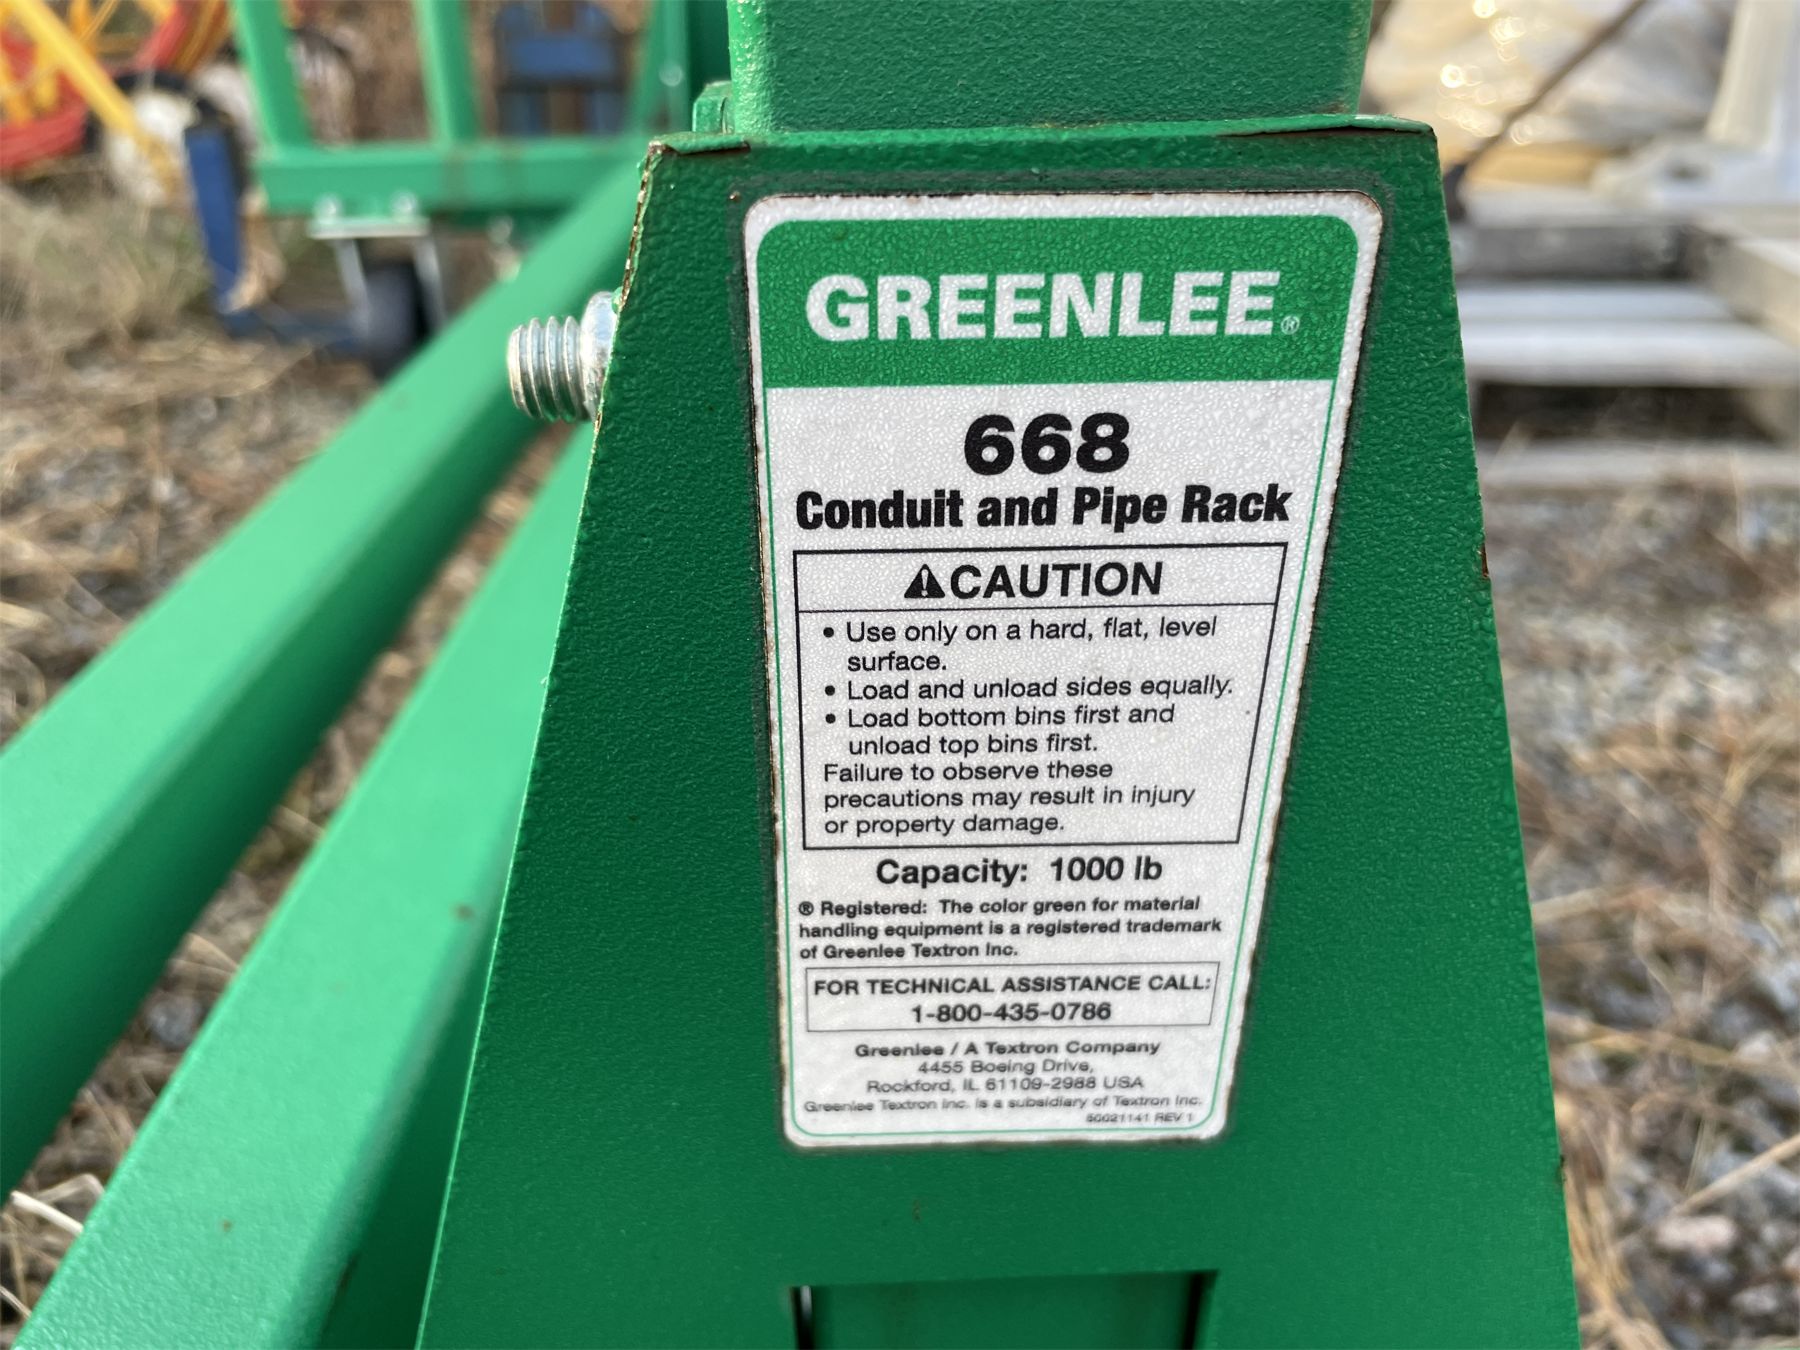 GREENLEE®
668
Conduit and Pipe Rack
⚠CAUTION
• Use only on a hard, flat, level
surface.
• Load and unload sides equally.
• Load bottom bins first and
unload top bins first.
Failure to observe these
precautions may result in injury
or property damage.
Capacity: 1000 lb
® Registered: The color green for material
handling equipment is a registered trademark
of Greenlee Textron Inc.
FOR TECHNICAL ASSISTANCE CALL:
1-800-435-0786
Greenlee / A Textron Company
4455 Boeing Drive,
Rockford, IL 61109-2988 USA
Greenlee Textron Inc. is a subsidiary of Textron Inc.
50021141 REV 1